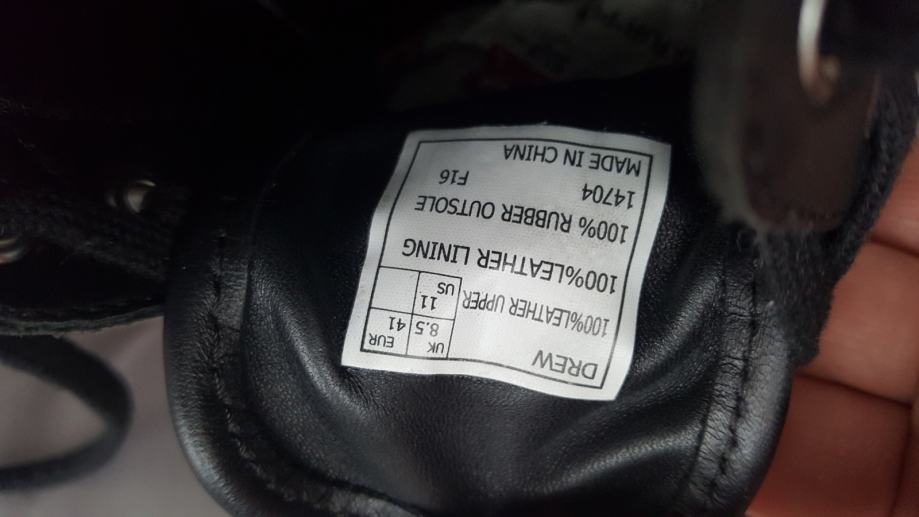 DREW
UK EUR
8.5 41
11
US
100%LEATHER UPPER
100%LEATHER LINING
100% RUBBER OUTSOLE
14704 F16
MADE IN CHINA